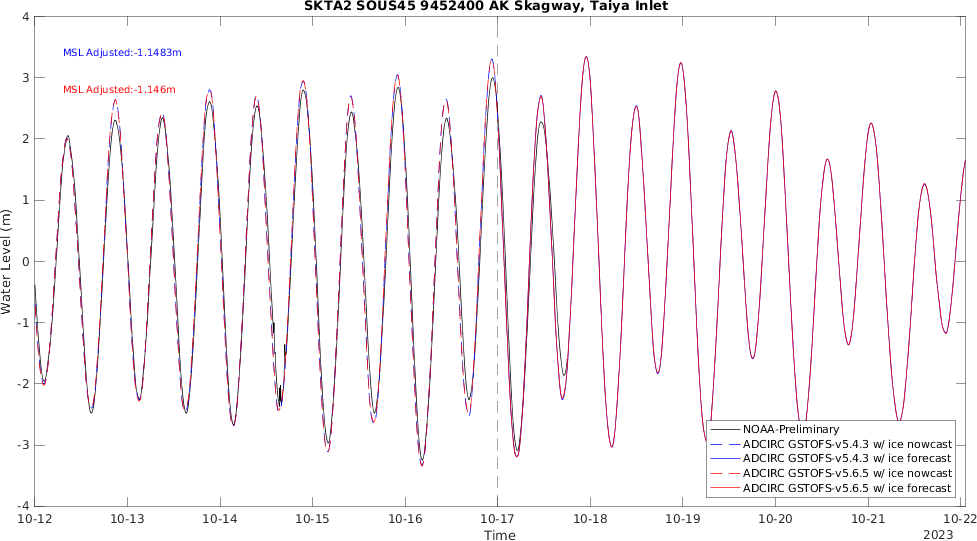 SKTA2 SOUS45 9452400 AK Skagway, Taiya Inlet
4
3
2
1
0
-1
-2
-3
-4
Water Level (m)
MSL Adjusted:-1.1483m
MSL Adjusted:-1.146m
NOAA-Preliminary
ADCIRC GSTOFS-v5.4.3 w/ ice nowcast
ADCIRC GSTOFS-v5.4.3 w/ ice forecast
ADCIRC GSTOFS-v5.6.5 w/ ice nowcast
ADCIRC GSTOFS-v5.6.5 w/ ice forecast
10-12 10-13 10-14 10-15 10-16 10-17 10-18 10-19 10-20 10-21 10-22
Time
2023